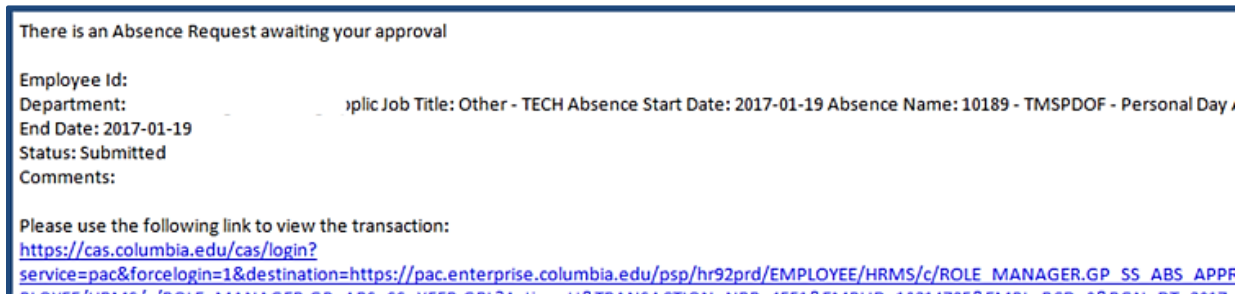 There is an Absence Request awaiting your approval
Employee Id:
Department: Job Title: Other - TECH Absence Start Date: 2017-01-19 Absence Name: 10189 - TMSPDOF - Personal Day
End Date: 2017-01-19
Status: Submitted
Comments:
Please use the following link to view the transaction:
https://cas.columbia.edu/cas/login?
service=pac&forcelogin=1&destination=https://pac.enterprise.columbia.edu/psp/hr92prd/EMPLOYEE/HRMS/c/ROLE_MANAGER.GP_SS_ABS_APPR